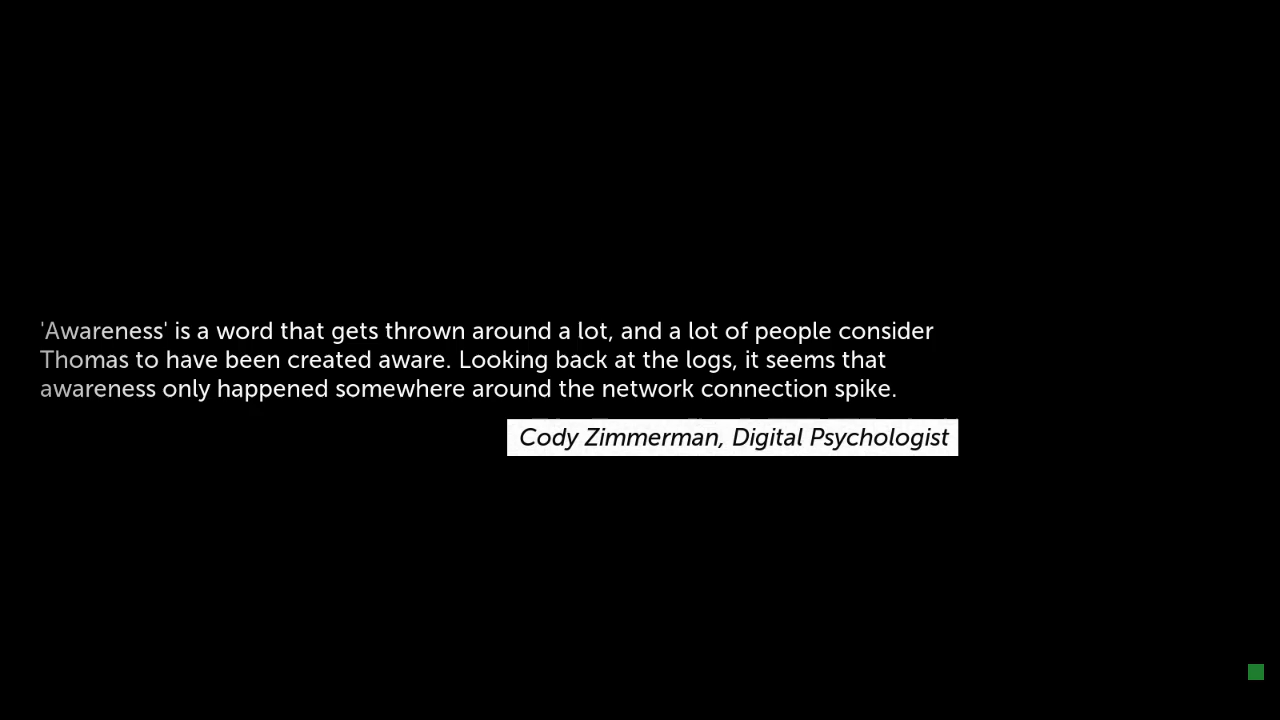 'Awareness' is a word that gets thrown around a lot, and a lot of people consider
Thomas to have been created aware. Looking back at the logs, it seems that
awareness only happened somewhere around the network connection spike.
Cody Zimmerman, Digital Psychologist